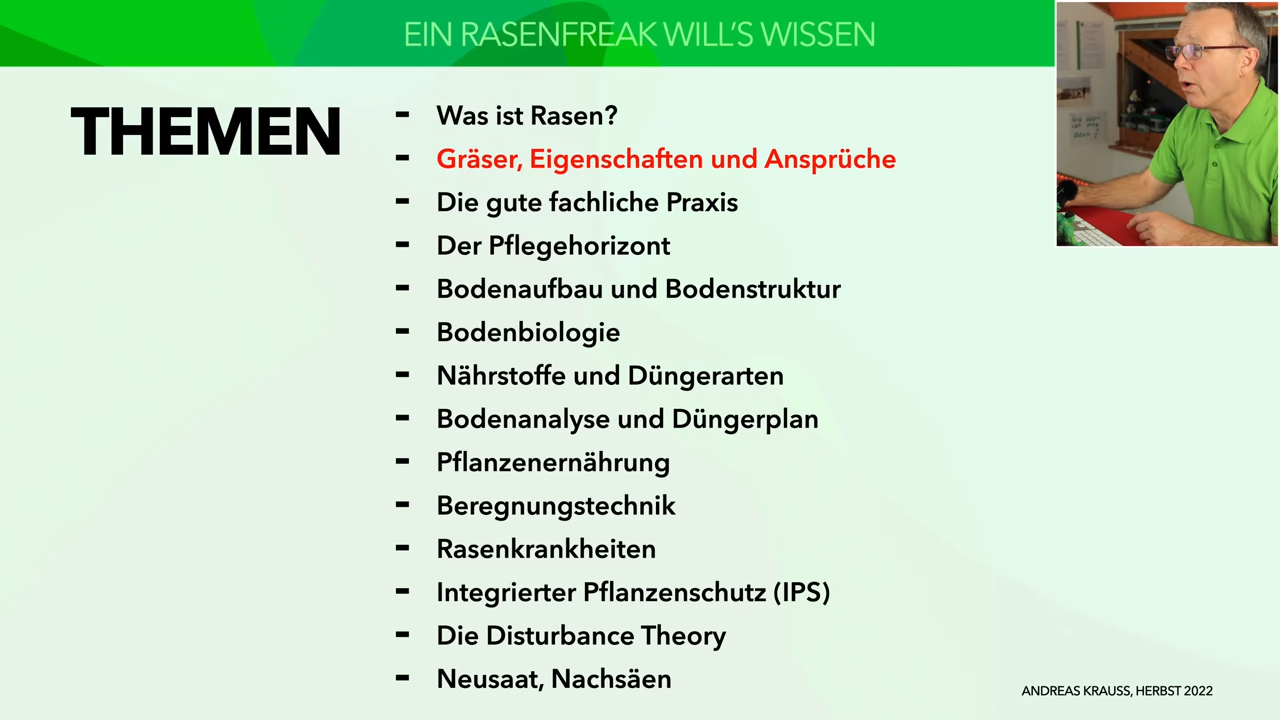 EIN RASENFREAK WILL'S WISSEN
THEMEN
- Was ist Rasen?
- Gräser, Eigenschaften und Ansprüche
- Die gute fachliche Praxis
- Der Pflegehorizont
- Bodenaufbau und Bodenstruktur
- Bodenbiologie
- Nährstoffe und Düngerarten
- Bodenanalyse und Düngerplan
- Pflanzenernährung
- Beregnungstechnik
- Rasenkrankheiten
- Integrierter Pflanzenschutz (IPS)
- Die Disturbance Theory
- Neusaat, Nachsäen
ANDREAS KRAUSS, HERBST 2022